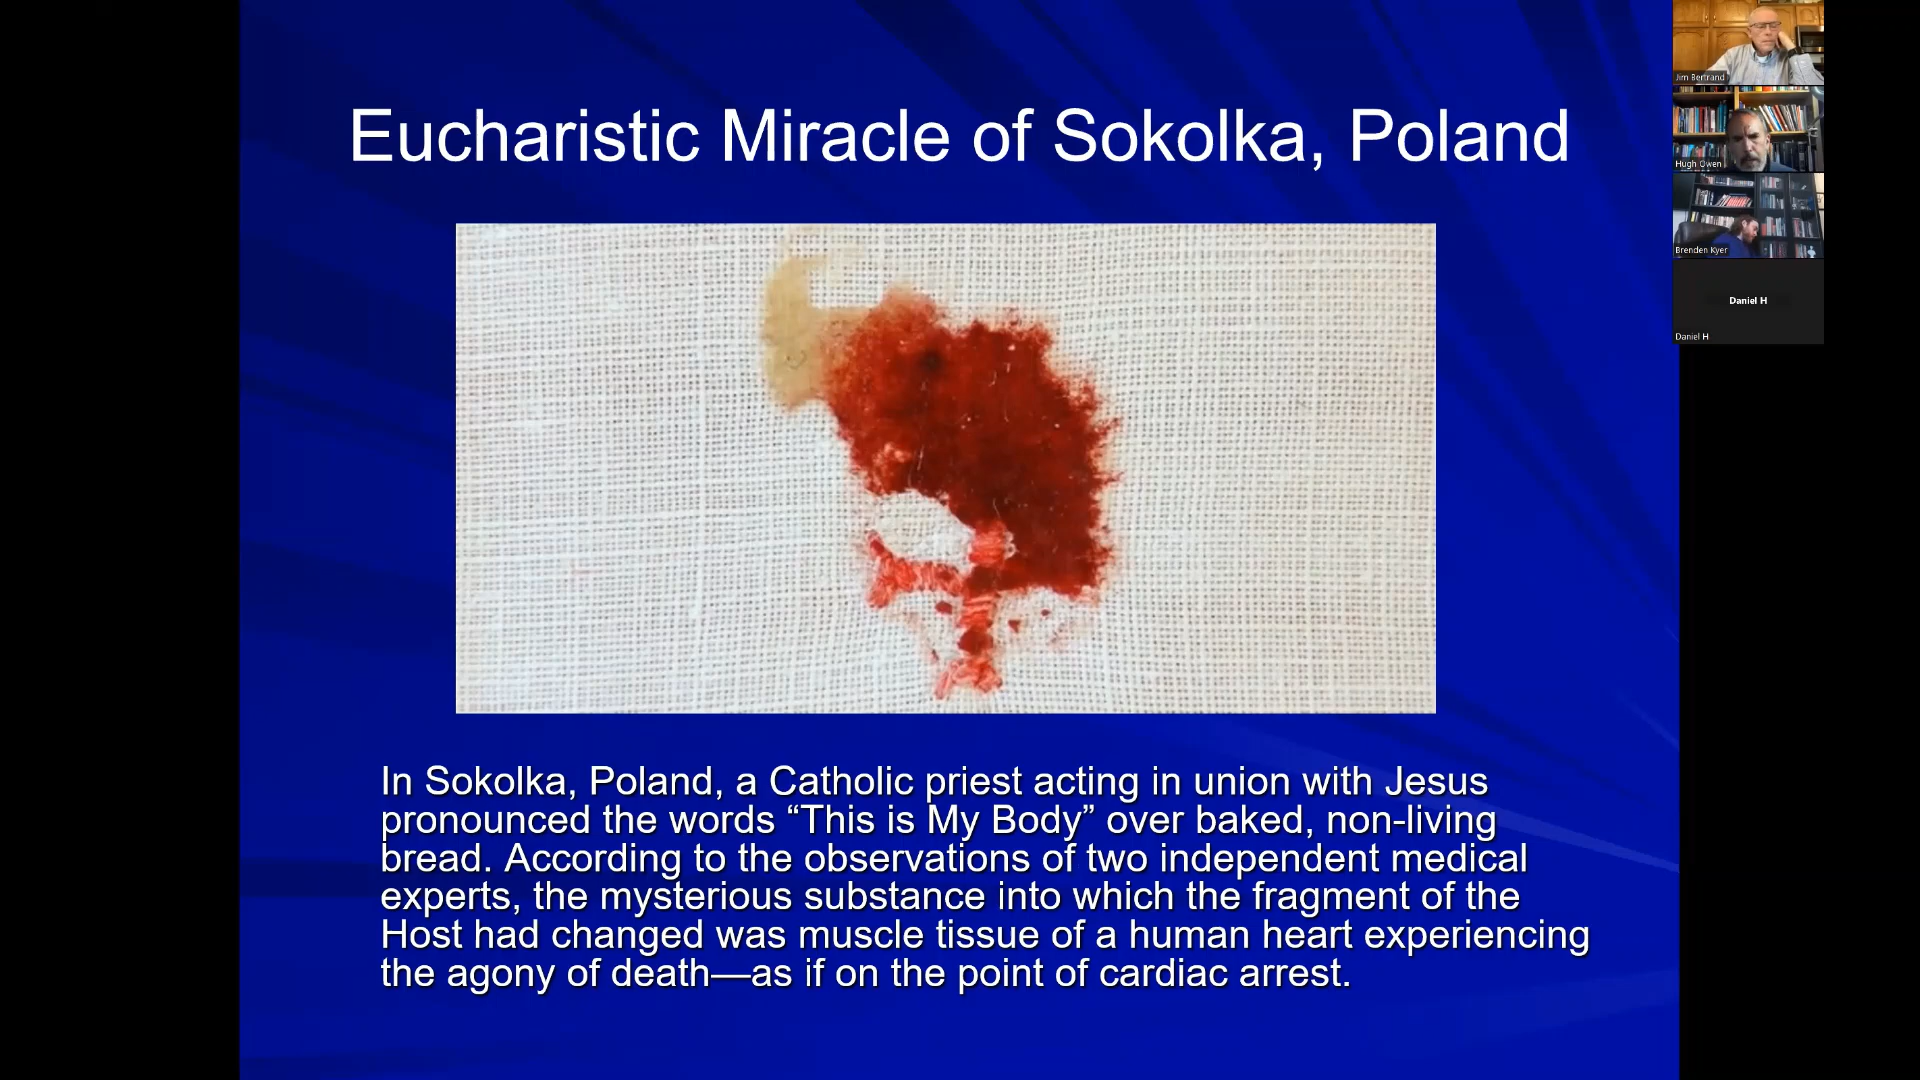 Eucharistic Miracle of Sokolka, Poland
In Sokolka, Poland, a Catholic priest acting in union with Jesus
pronounced the words “This is My Body” over baked, non-living
bread. According to the observations of two independent medical
experts, the mysterious substance into which the fragment of the
Host had changed was muscle tissue of a human heart experiencing
the agony of death—as if on the point of cardiac arrest.
Jim Bertrand
Hugh Owen
Brenden Kyer
Daniel H
Daniel H